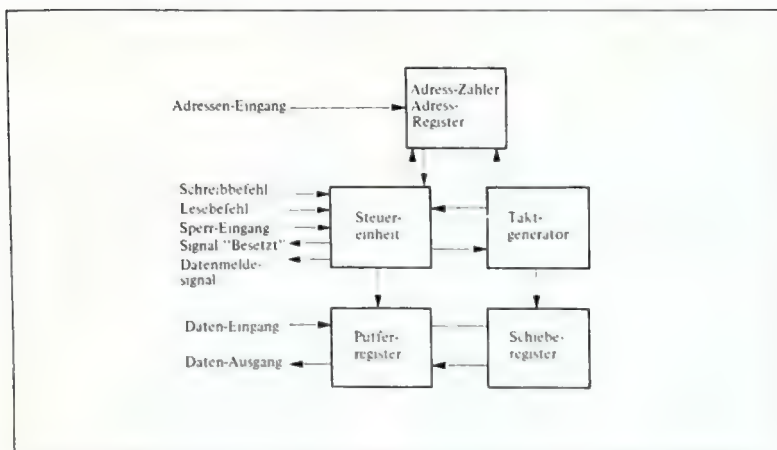 Adress-Zähler
Adress-
Register
Adressen-Eingang
Schreibbefehl
Lesebefehl
Sperr-Eingang
Signal "Besetzt"
Datenmelde-
signal
Steuer-
einheit
Takt-
generator
Daten-Eingang
Daten-Ausgang
Puffer-
register
Schiebe-
register